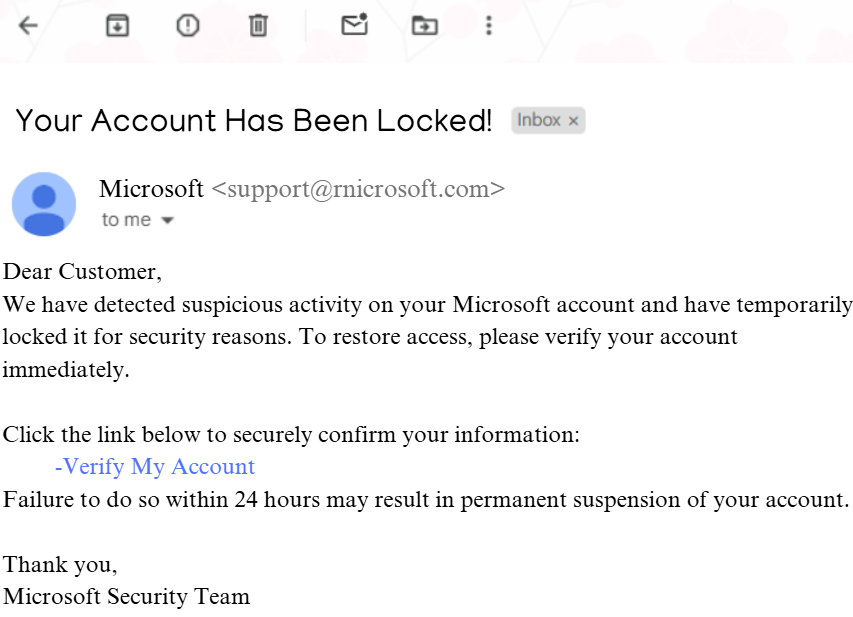 Your Account Has Been Locked! Inbox ×
Microsoft <support@rnicrosoft.com>
to me
Dear Customer,
We have detected suspicious activity on your Microsoft account and have temporarily
locked it for security reasons. To restore access, please verify your account
immediately.
Click the link below to securely confirm your information:
-Verify My Account
Failure to do so within 24 hours may result in permanent suspension of your account.
Thank you,
Microsoft Security Team